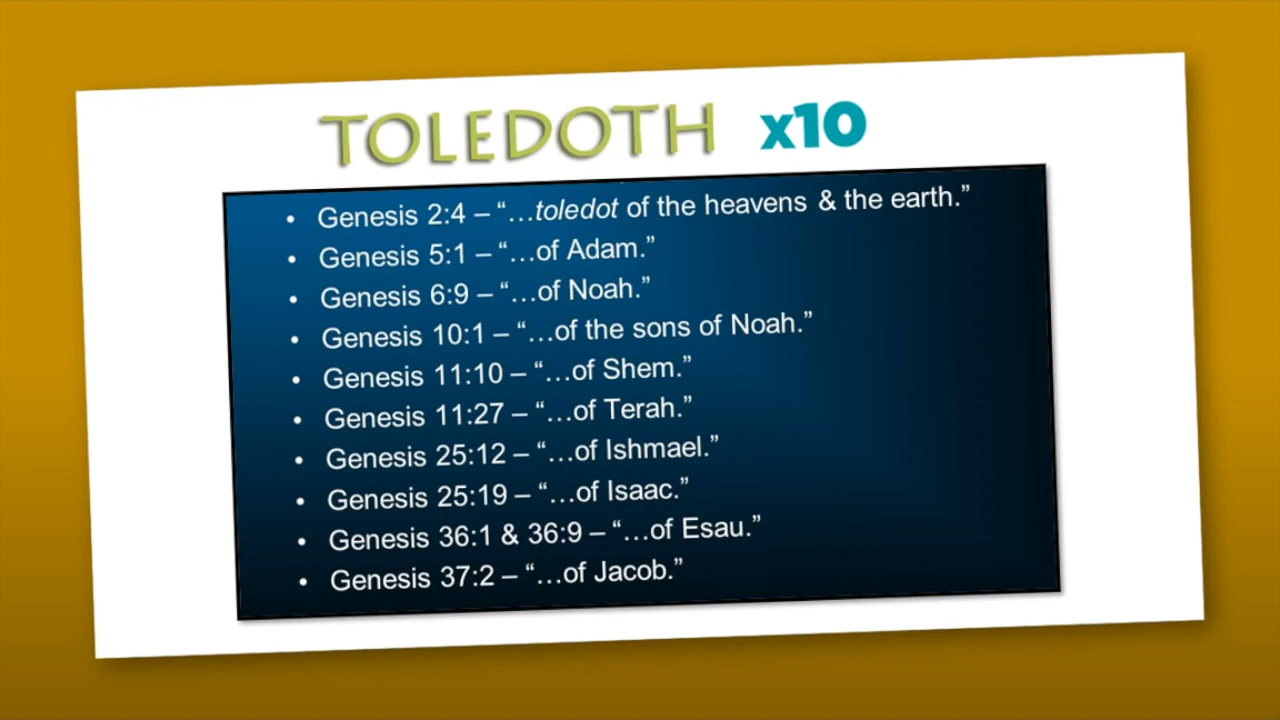 TOLEDOTH x10
• Genesis 2:4 – “…toledot of the heavens & the earth.”
• Genesis 5:1 – “…of Adam.”
• Genesis 6:9 – “…of Noah.”
• Genesis 10:1 – “…of the sons of Noah.”
• Genesis 11:10 – “…of Shem.”
• Genesis 11:27 – “…of Terah.”
• Genesis 25:12 – “…of Ishmael.”
• Genesis 25:19 – “…of Isaac.”
• Genesis 36:1 & 36:9 – “…of Esau.”
• Genesis 37:2 – “…of Jacob.”